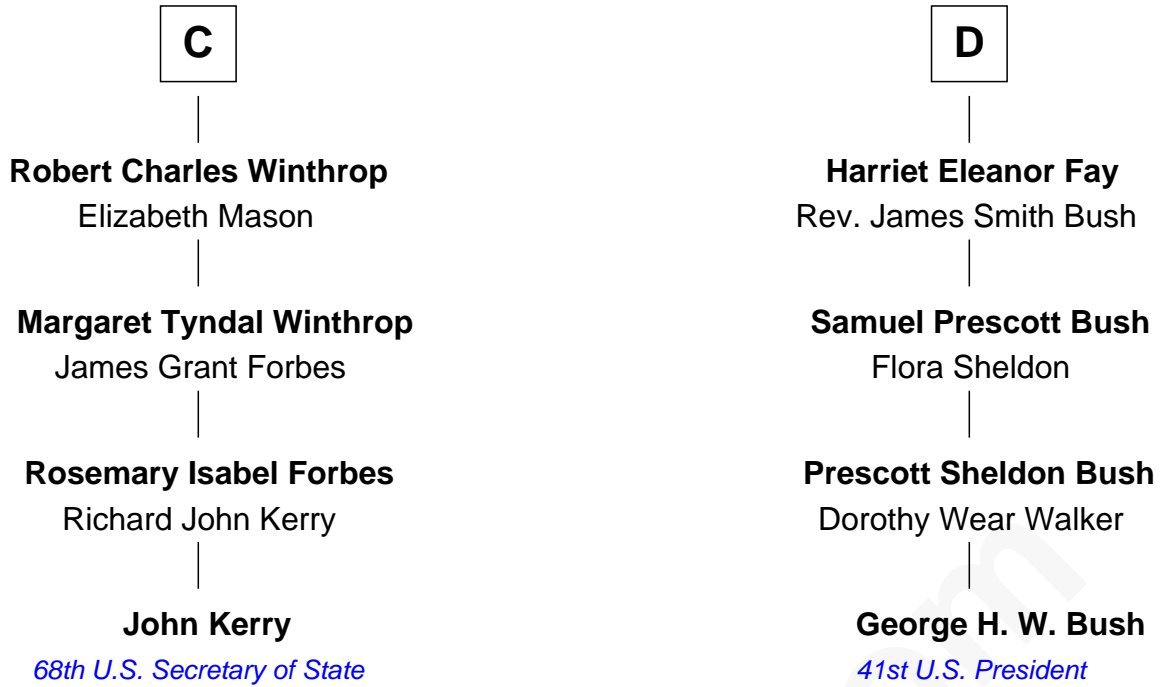 C
Robert Charles Winthrop
Elizabeth Mason
Margaret Tyndal Winthrop
James Grant Forbes
Rosemary Isabel Forbes
Richard John Kerry
John Kerry
68th U.S. Secretary of State
D
Harriet Eleanor Fay
Rev. James Smith Bush
Samuel Prescott Bush
Flora Sheldon
Prescott Sheldon Bush
Dorothy Wear Walker
George H. W. Bush
41st U.S. President